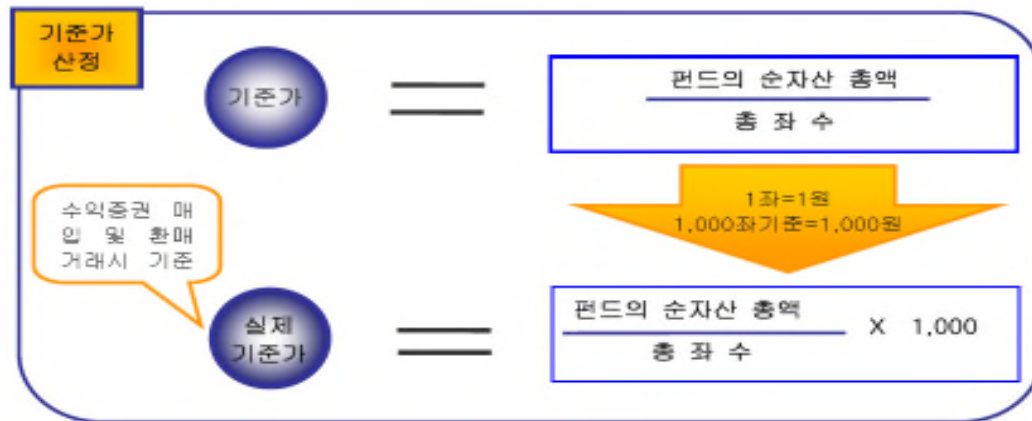 기준가
산정
기준가
펀드의 순자산 총액
총 좌 수
1좌=1원
1,000좌기준=1,000원
수익증권 매
입 및 환매
거래시 기준
실제
기준가
펀드의 순자산 총액
총 좌 수
X 1,000